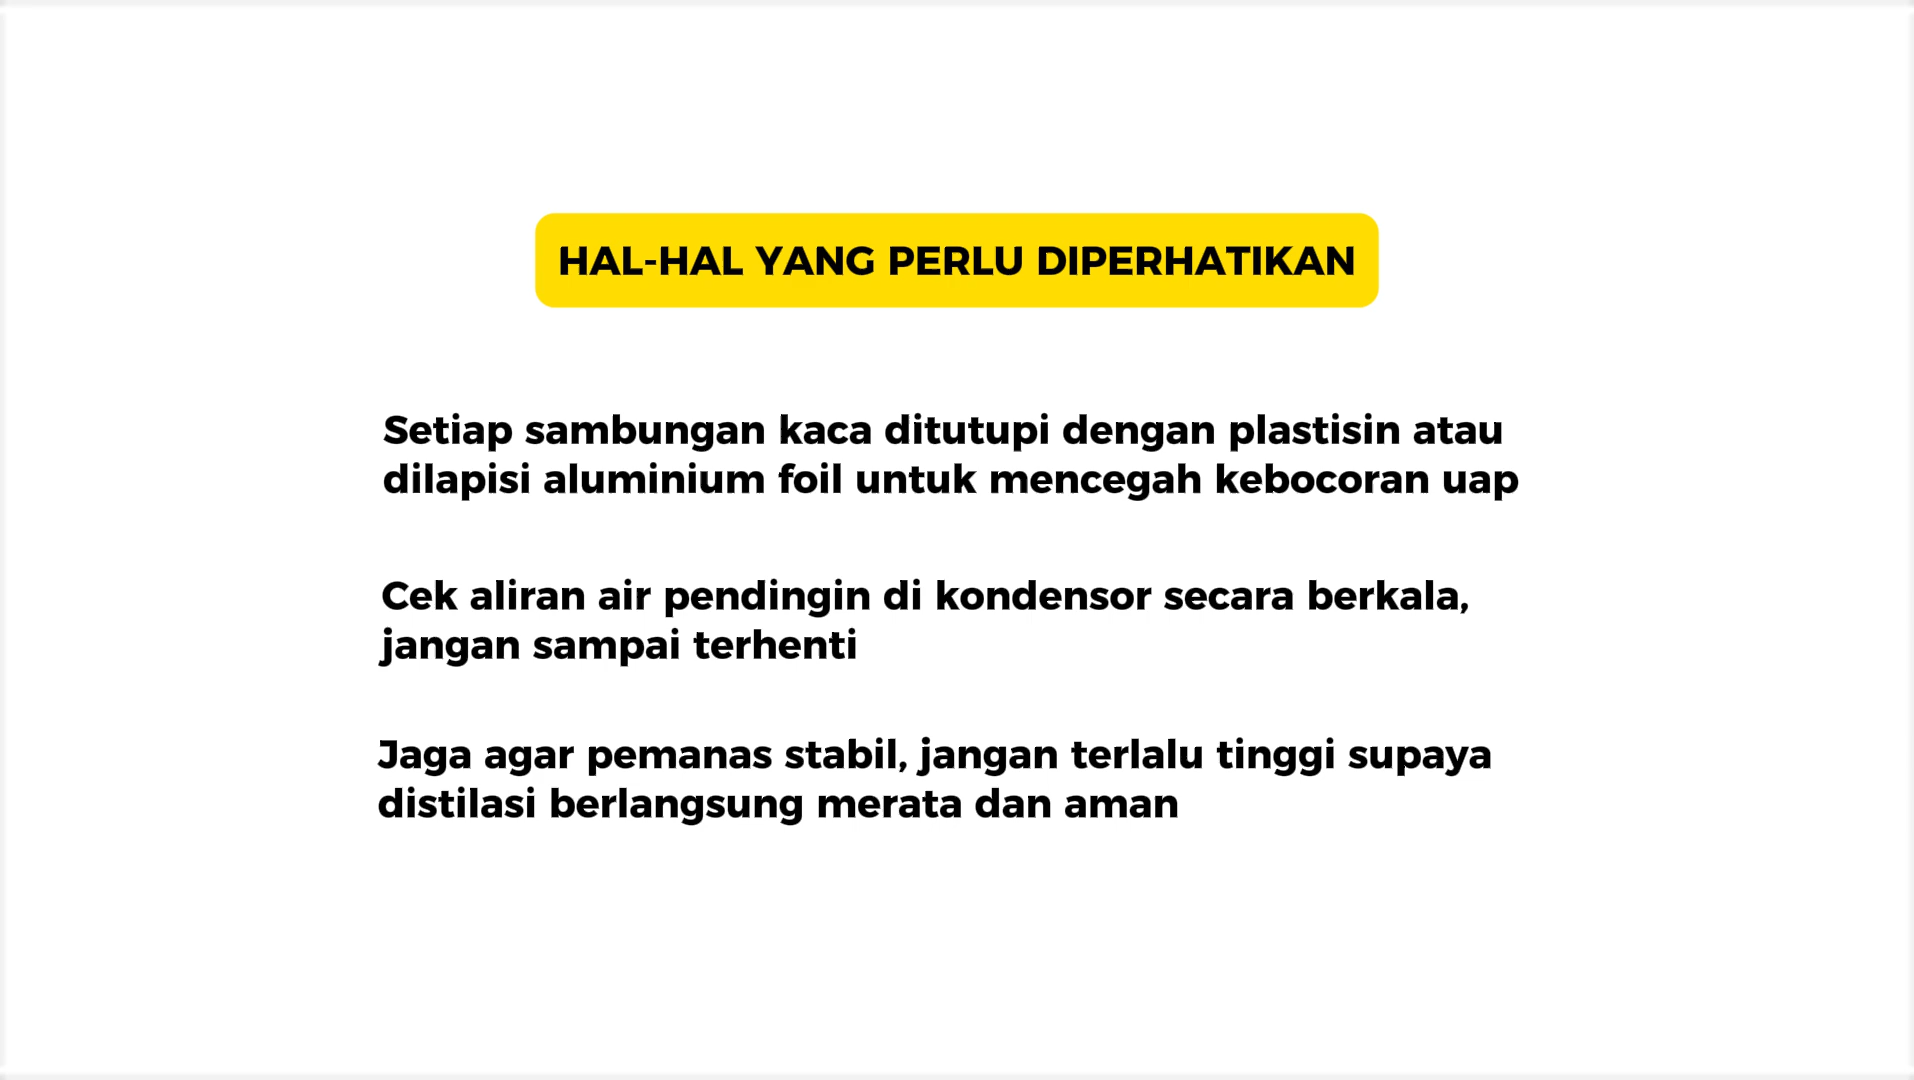 HAL-HAL YANG PERLU DIPERHATIKAN
Setiap sambungan kaca ditutupi dengan plastisin atau
dilapisi aluminium foil untuk mencegah kebocoran uap
Cek aliran air pendingin di kondensor secara berkala,
jangan sampai terhenti
Jaga agar pemanas stabil, jangan terlalu tinggi supaya
distilasi berlangsung merata dan aman